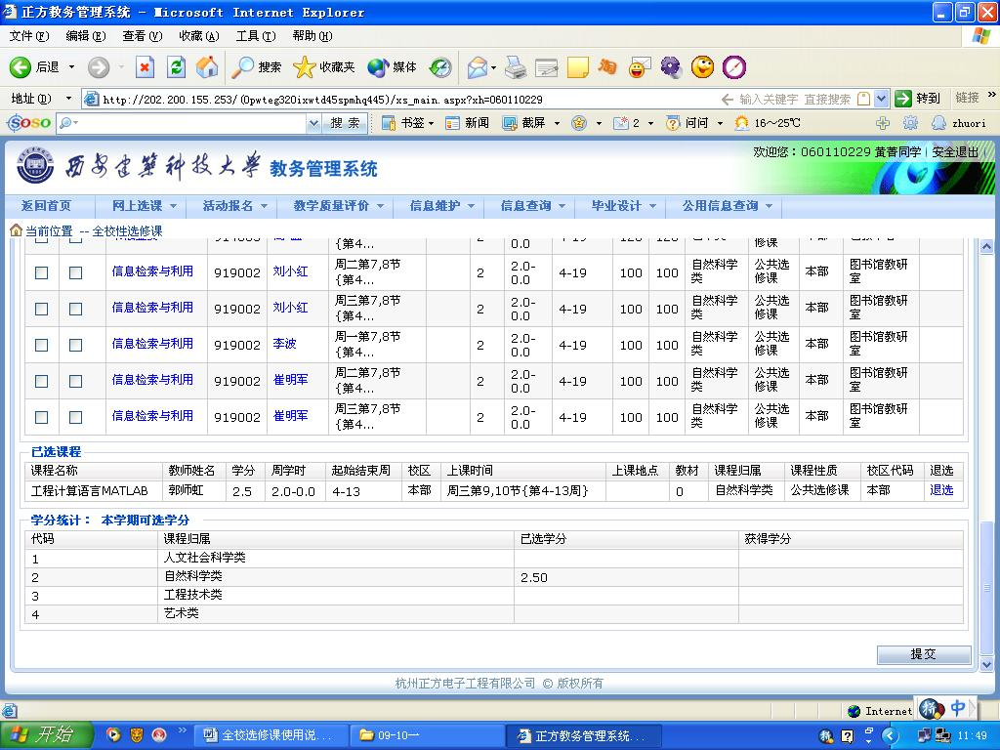 正方教务管理系统 - Microsoft Internet Explorer
文件(F) 编辑(E) 查看(V) 收藏(A) 工具(T) 帮助(H)
后退 搜索 收藏夹 媒体
地址(D) http://202.200.155.253/(0pwteg320ixwtd45spmhq445)/xs_main.aspx?xh=060110229 输入关键字 直接搜索 转到 链接 »
SOSO 搜 索 书签 新闻 截屏 2 问问 16～25℃ zhuori
西安建筑科技大学 教务管理系统 欢迎您：060110229 黄菁同学 | 安全退出
返回首页 网上选课 活动报名 教学质量评价 信息维护 信息查询 毕业设计 公用信息查询
当前位置 -- 全校性选修课
0.0 修课
信息检索与利用 919002 刘小红 周二第7,8节{第4... 2 2.0-0.0 4-19 100 100 自然科学类 公共选修课 本部 图书馆教研室
信息检索与利用 919002 刘小红 周三第7,8节{第4... 2 2.0-0.0 4-19 100 100 自然科学类 公共选修课 本部 图书馆教研室
信息检索与利用 919002 李波 周一第7,8节{第4... 2 2.0-0.0 4-19 100 100 自然科学类 公共选修课 本部 图书馆教研室
信息检索与利用 919002 崔明军 周二第7,8节{第4... 2 2.0-0.0 4-19 100 100 自然科学类 公共选修课 本部 图书馆教研室
信息检索与利用 919002 崔明军 周三第7,8节{第4... 2 2.0-0.0 4-19 100 100 自然科学类 公共选修课 本部 图书馆教研室
已选课程
课程名称 教师姓名 学分 周学时 起始结束周 校区 上课时间 上课地点 教材 课程归属 课程性质 校区代码 退选
工程计算语言MATLAB 郭师虹 2.5 2.0-0.0 4-13 本部 周三第9,10节{第4-13周} 0 自然科学类 公共选修课 本部 退选
学分统计： 本学期可选学分
代码 课程归属 已选学分 获得学分
1 人文社会科学类
2 自然科学类 2.50
3 工程技术类
4 艺术类
提交
杭州正方电子工程有限公司 © 版权所有
Internet 中
开始 » 全校选修课使用说... 09-10一 正方教务管理系统... 11:49